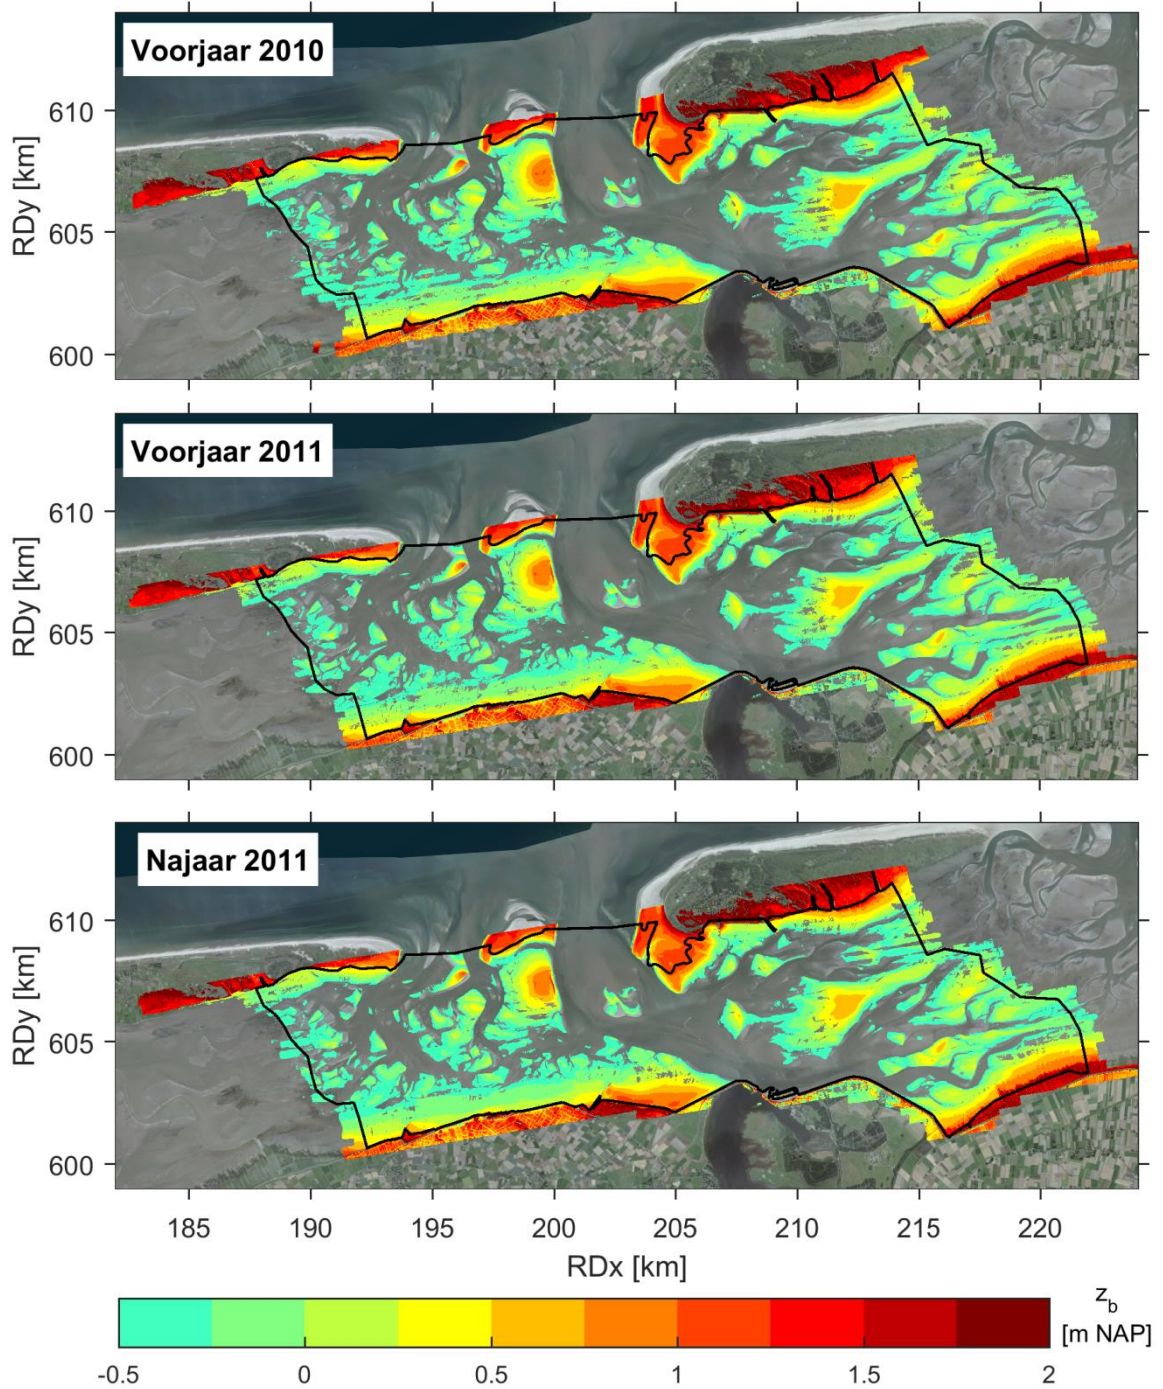 Voorjaar 2010
610
605
600
RDy [km]
Voorjaar 2011
610
605
600
RDy [km]
Najaar 2011
610
605
600
RDy [km]
185 190 195 200 205 210 215 220
RDx [km]
z_b
[m NAP]
-0.5 0 0.5 1 1.5 2